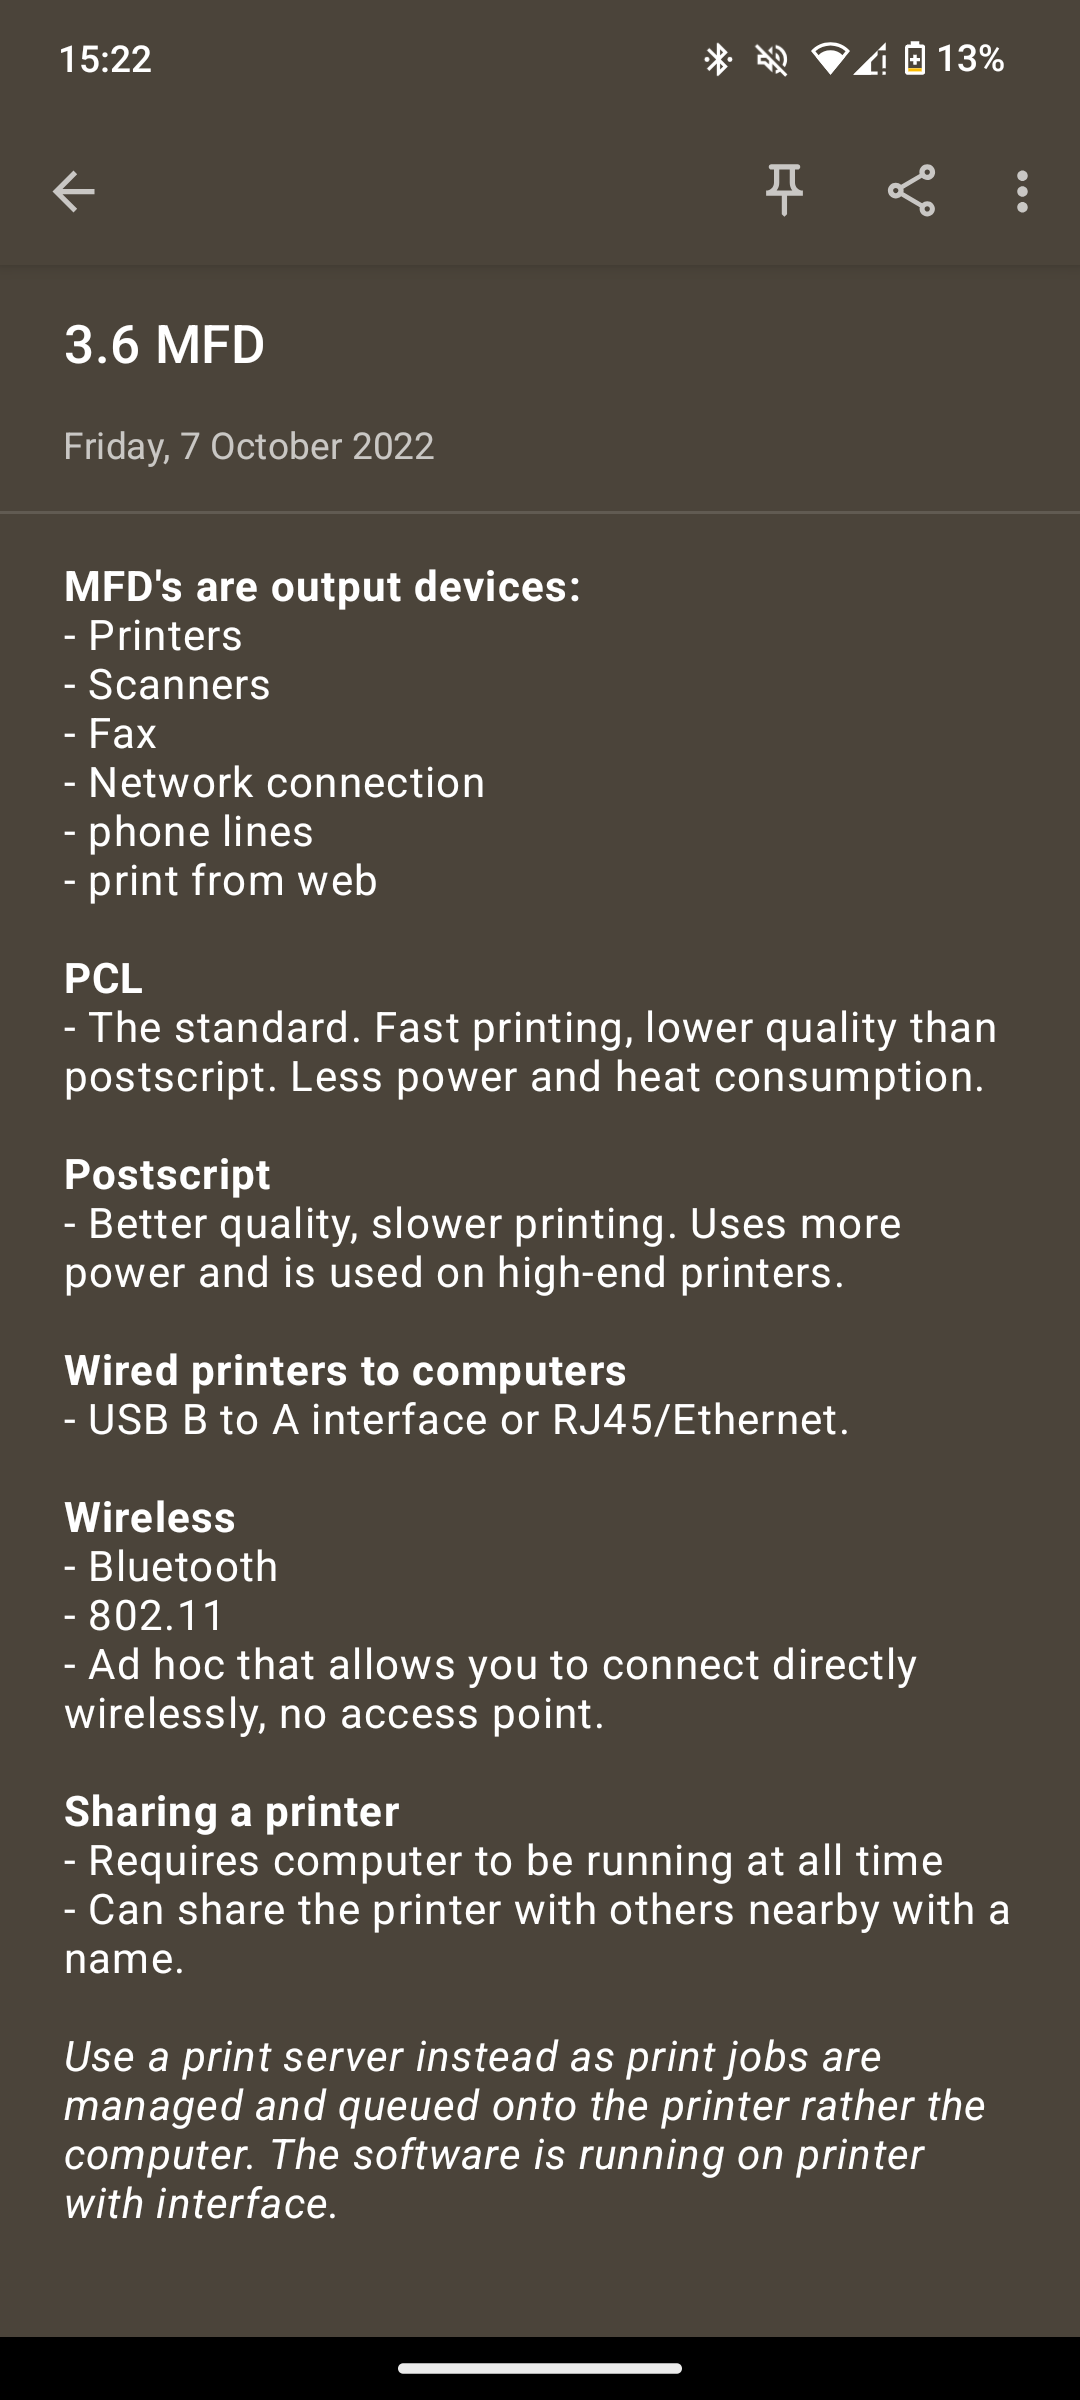 15:22 13%
3.6 MFD
Friday, 7 October 2022
MFD's are output devices:
- Printers
- Scanners
- Fax
- Network connection
- phone lines
- print from web
PCL
- The standard. Fast printing, lower quality than
postscript. Less power and heat consumption.
Postscript
- Better quality, slower printing. Uses more
power and is used on high-end printers.
Wired printers to computers
- USB B to A interface or RJ45/Ethernet.
Wireless
- Bluetooth
- 802.11
- Ad hoc that allows you to connect directly
wirelessly, no access point.
Sharing a printer
- Requires computer to be running at all time
- Can share the printer with others nearby with a
name.
Use a print server instead as print jobs are
managed and queued onto the printer rather the
computer. The software is running on printer
with interface.